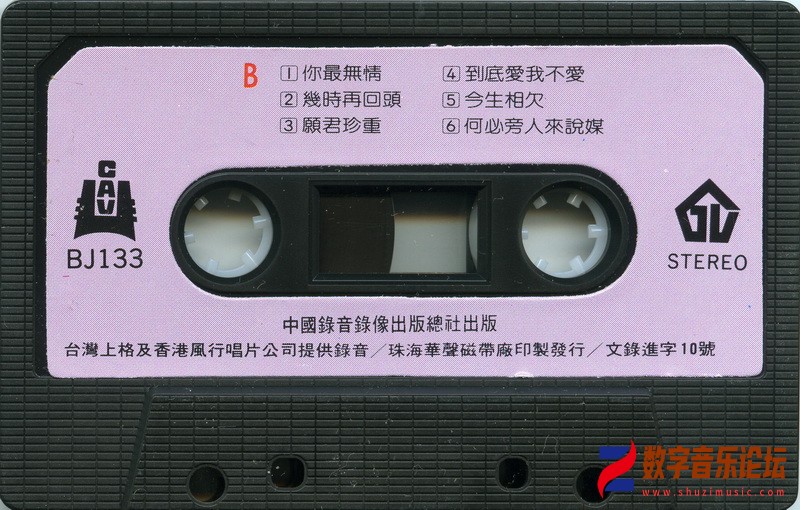 B
1 你最無情
2 幾時再回頭
3 願君珍重
4 到底愛我不愛
5 今生相欠
6 何必旁人來說媒
CAV
BJ133
STEREO
中國錄音錄像出版總社出版
台灣上格及香港風行唱片公司提供錄音／珠海華聲磁帶廠印製發行／文錄進字10號
数字音乐论坛
www.shuzimusic.com